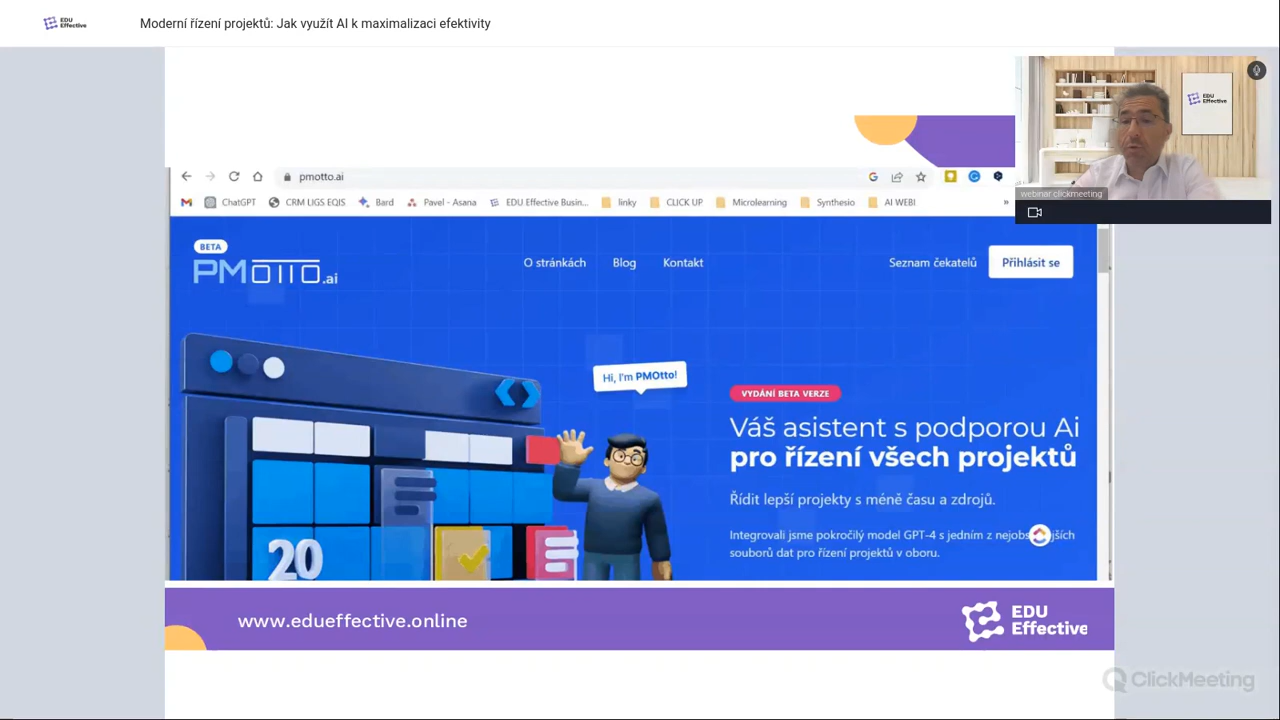 EDU
Effective
Moderní řízení projektů: Jak využít AI k maximalizaci efektivity
EDU
Effective
webinar clickmeeting
pmotto.ai
ChatGPT
CRM LIGS EQIS
Bard
Pavel - Asana
EDU Effective Busin...
linky
CLICK UP
Microlearning
Synthesio
AI WEBI
»
BETA
PMOTTO.ai
O stránkách
Blog
Kontakt
Seznam čekatelů
Přihlásit se
Hi, I'm PMOtto!
VYDÁNÍ BETA VERZE
Váš asistent s podporou Ai
pro řízení všech projektů
Řídit lepší projekty s méně času a zdrojů.
Integrovali jsme pokročilý model GPT-4 s jedním z
souborů dat pro řízení projektů v oboru.
20
www.edueffective.online
EDU
Effective
ClickMeeting